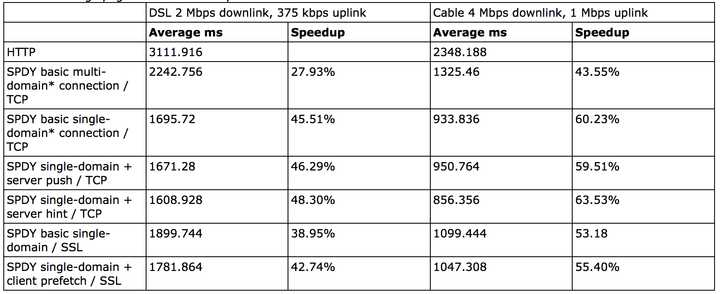 DSL 2 Mbps downlink, 375 kbps uplink Cable 4 Mbps downlink, 1 Mbps uplink
Average ms Speedup Average ms Speedup
HTTP 3111.916 2348.188
SPDY basic multi- 2242.756 27.93% 1325.46 43.55%
domain* connection /
TCP
SPDY basic single- 1695.72 45.51% 933.836 60.23%
domain* connection /
TCP
SPDY single-domain + 1671.28 46.29% 950.764 59.51%
server push / TCP
SPDY single-domain + 1608.928 48.30% 856.356 63.53%
server hint / TCP
SPDY basic single- 1899.744 38.95% 1099.444 53.18
domain / SSL
SPDY single-domain + 1781.864 42.74% 1047.308 55.40%
client prefetch / SSL